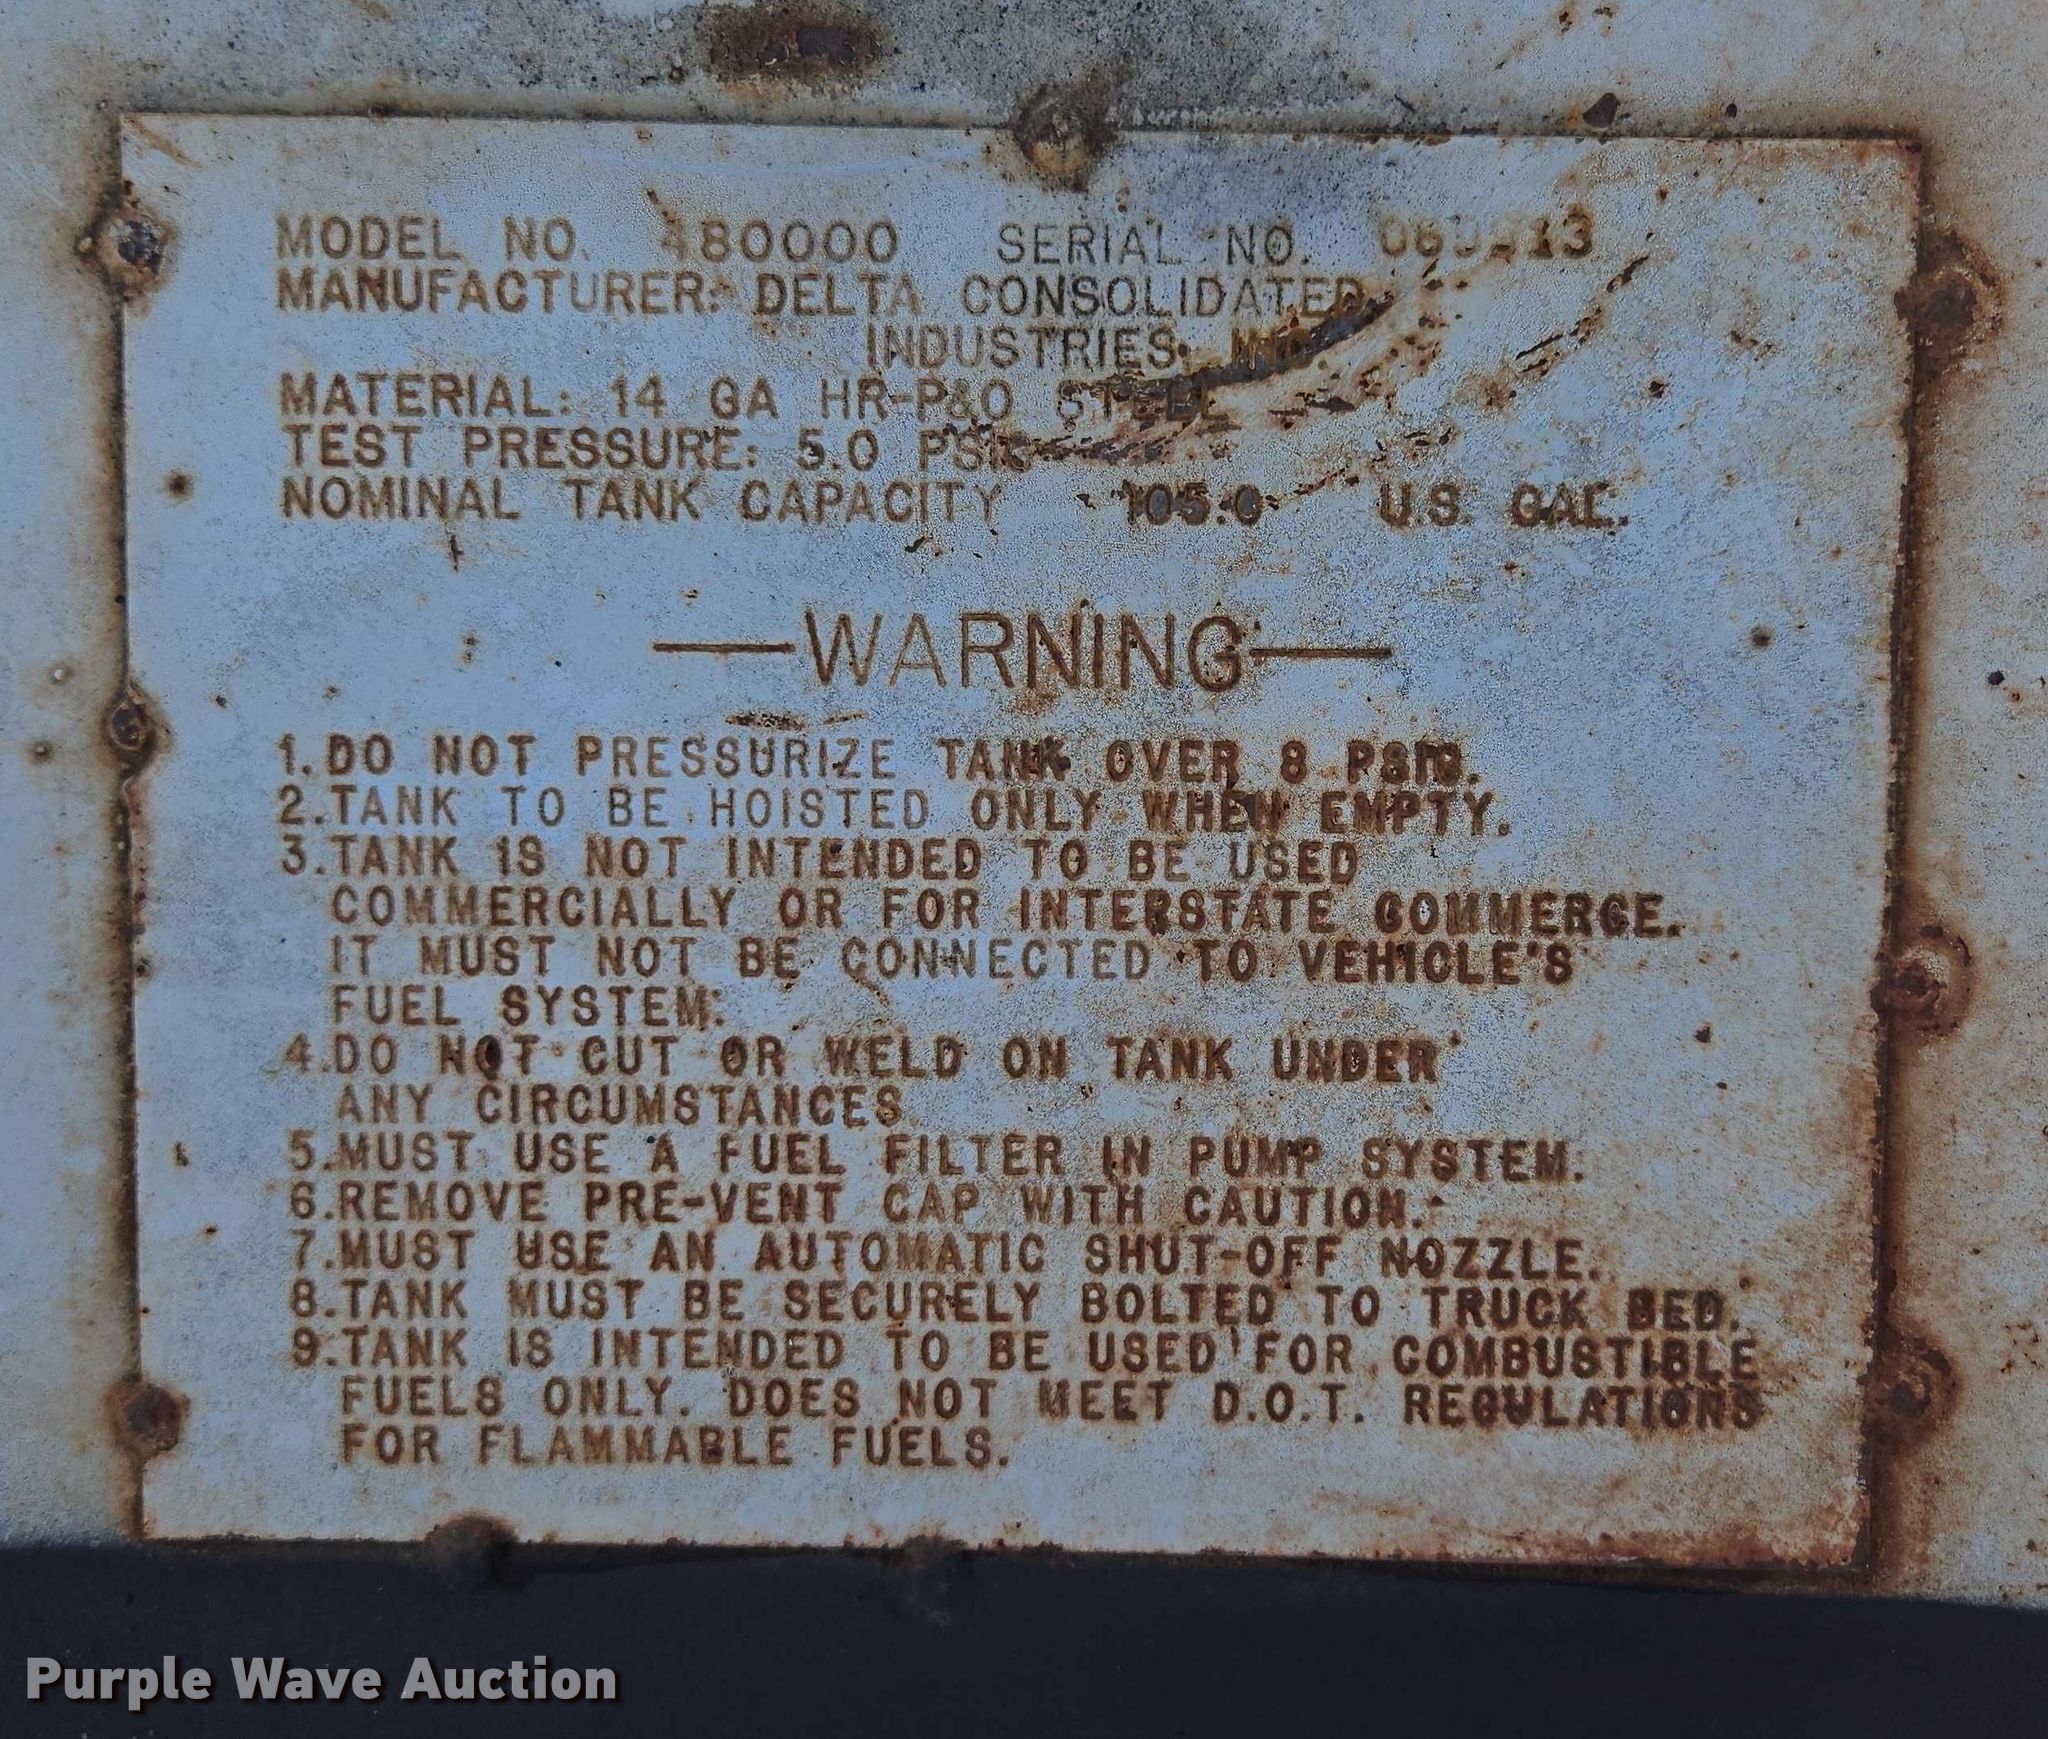 MODEL NO. 480000 SERIAL NO.
MANUFACTURER: DELTA CONSOLIDATED
INDUSTRIES,
MATERIAL: 14 GA HR-P&O STEEL
TEST PRESSURE: 5.0 PSIG
NOMINAL TANK CAPACITY 105.0 U.S. GAL.
—WARNING—
1. DO NOT PRESSURIZE TANK OVER 8 PSIG.
2. TANK TO BE HOISTED ONLY WHEN EMPTY.
3. TANK IS NOT INTENDED TO BE USED
COMMERCIALLY OR FOR INTERSTATE COMMERCE.
IT MUST NOT BE CONNECTED TO VEHICLE'S
FUEL SYSTEM.
4. DO NOT CUT OR WELD ON TANK UNDER
ANY CIRCUMSTANCES.
5. MUST USE A FUEL FILTER IN PUMP SYSTEM.
6. REMOVE PRE-VENT CAP WITH CAUTION.
7. MUST USE AN AUTOMATIC SHUT-OFF NOZZLE.
8. TANK MUST BE SECURELY BOLTED TO TRUCK BED.
9. TANK IS INTENDED TO BE USED FOR COMBUSTIBLE
FUELS ONLY. DOES NOT MEET D.O.T. REGULATIONS
FOR FLAMMABLE FUELS.
Purple Wave Auction